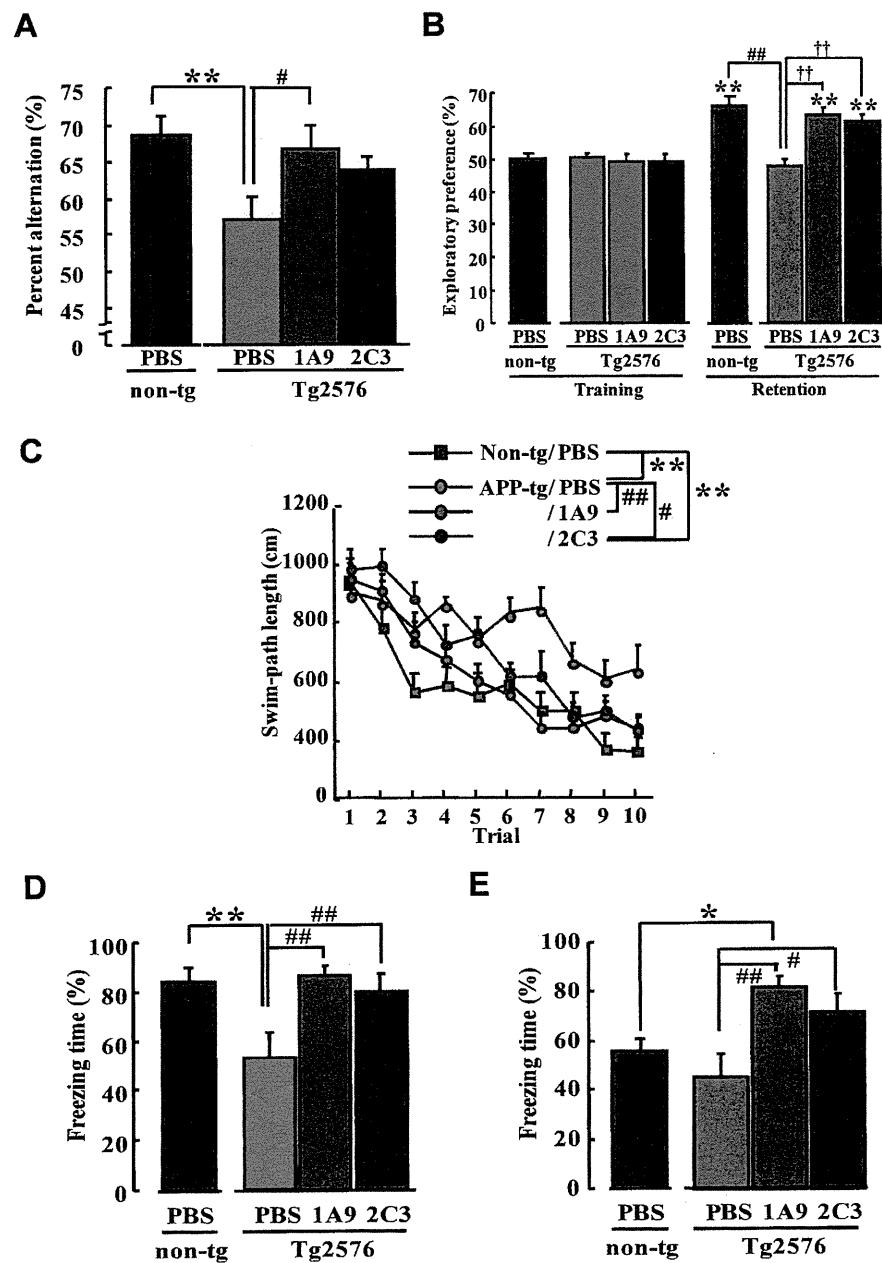 A
Percent alternation (%)
75
70
65
60
55
50
45
0
**
#
PBS
PBS 1A9 2C3
non-tg
Tg2576
B
Exploratory preference (%)
70
60
50
40
30
20
10
0
##
††
††
**
**
**
PBS
PBS 1A9 2C3
PBS
PBS 1A9 2C3
non-tg
Tg2576
non-tg
Tg2576
Training
Retention
C
Non-tg/PBS
APP-tg/PBS
/1A9
/2C3
**
##
#
**
Swim-path length (cm)
1200
1000
800
600
400
0
1 2 3 4 5 6 7 8 9 10
Trial
D
Freezing time (%)
100
80
60
40
20
0
**
##
##
PBS
PBS 1A9 2C3
non-tg
Tg2576
E
Freezing time (%)
100
80
60
40
20
0
*
##
#
PBS
PBS 1A9 2C3
non-tg
Tg2576